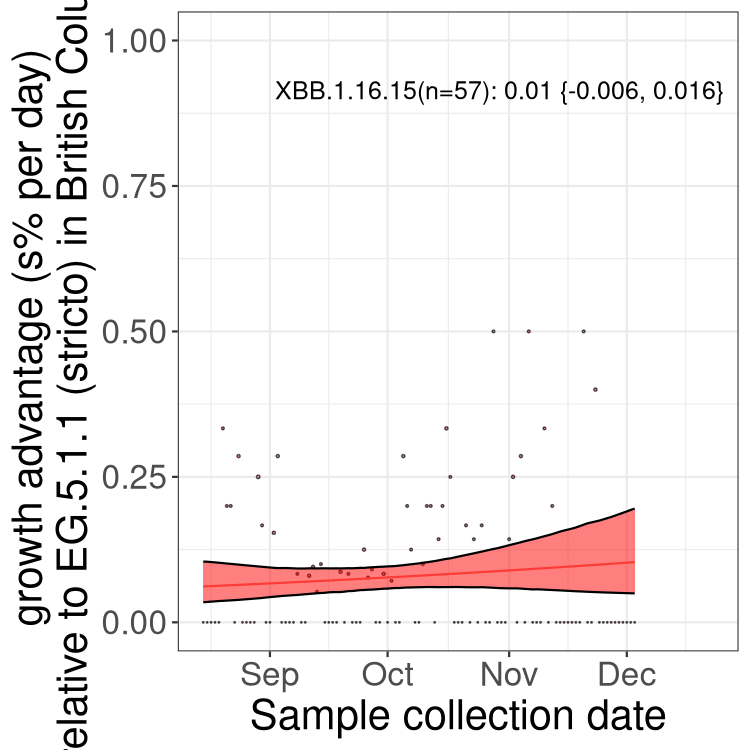 growth advantage (s% per day)
relative to EG.5.1.1 (stricto) in British Colu
1.00
0.75
0.50
0.25
0.00
XBB.1.16.15(n=57): 0.01 {-0.006, 0.016}
Sep Oct Nov Dec
Sample collection date